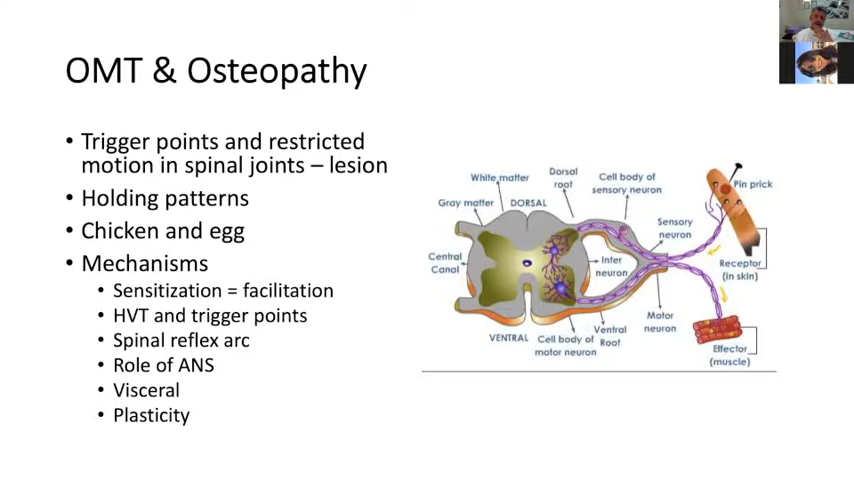 OMT & Osteopathy
• Trigger points and restricted
motion in spinal joints – lesion
• Holding patterns
• Chicken and egg
• Mechanisms
• Sensitization = facilitation
• HVT and trigger points
• Spinal reflex arc
• Role of ANS
• Visceral
• Plasticity
White matter
Gray matter
DORSAL
Dorsal
root
Cell body of
sensory neuron
Pin prick
Sensory
neuron
Central
Canal
Inter
neuron
Receptor
(in skin)
Motor
neuron
VENTRAL
Cell body of
motor neuron
Ventral
Root
Effector
(muscle)